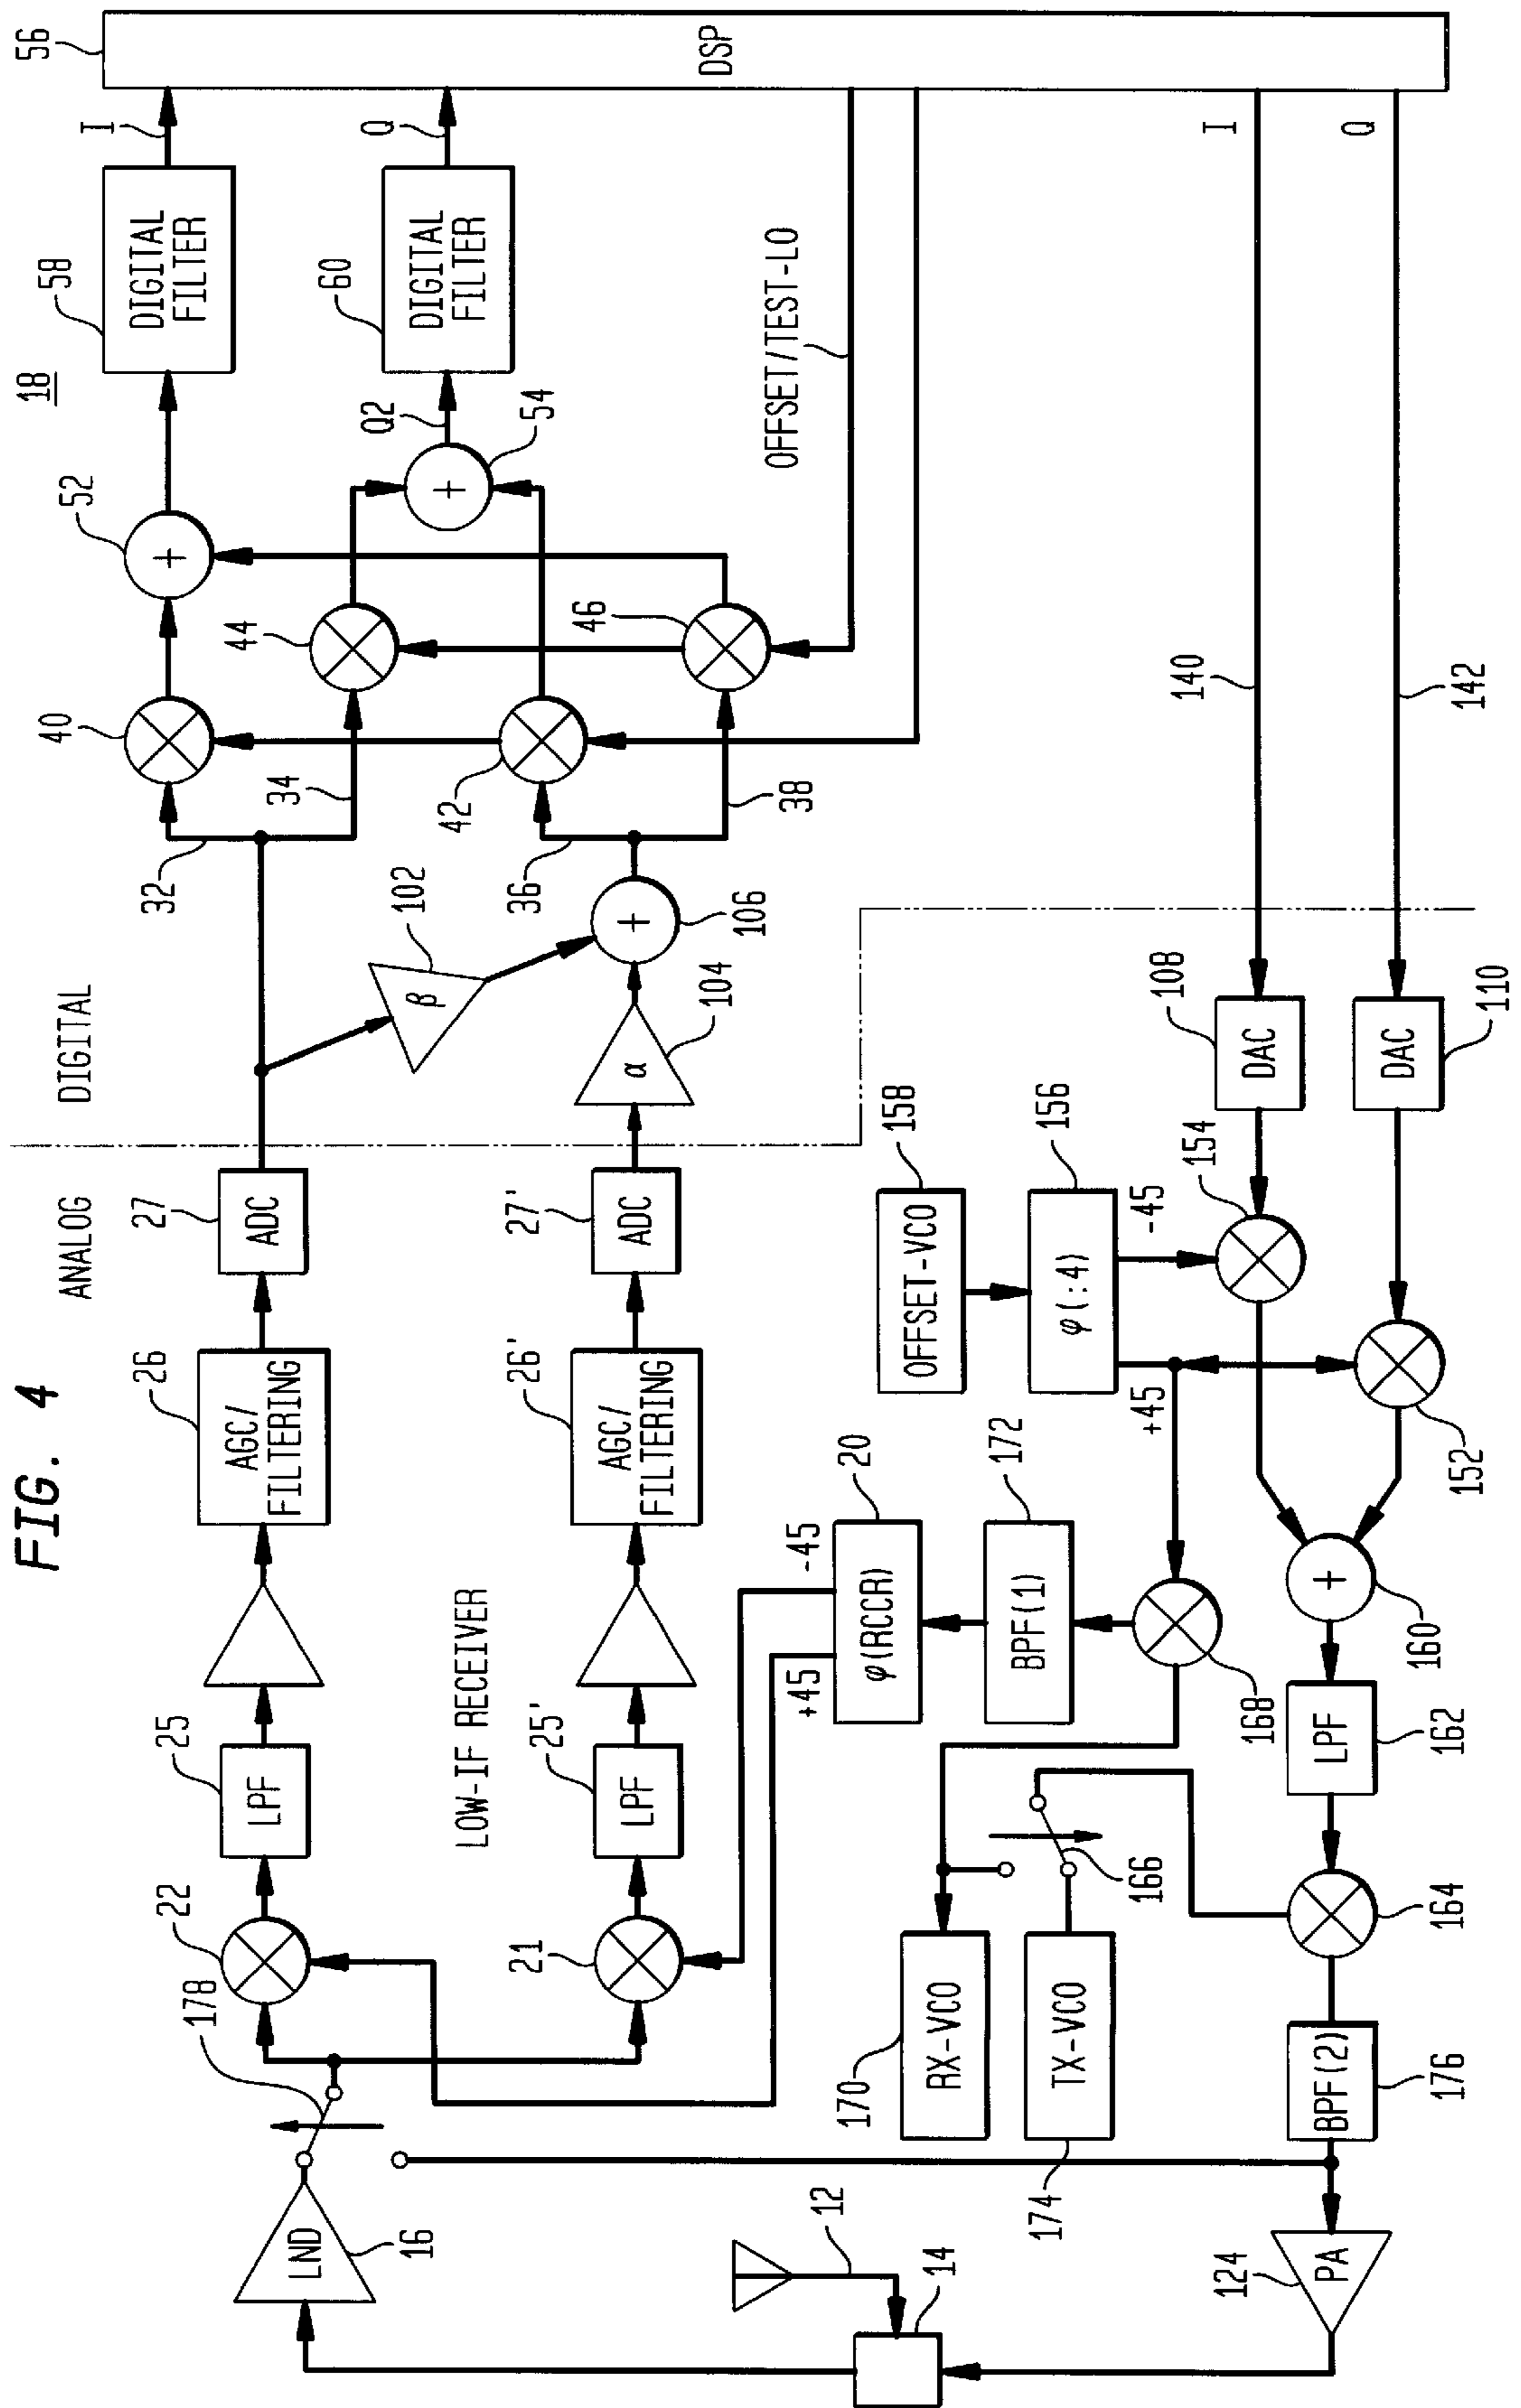 FIG. 4
ANALOG
DIGITAL
18
56
DSP
I
58
DIGITAL
FILTER
Q
60
DIGITAL
FILTER
Q2
54
52
40
44
46
42
32
34
36
38
OFFSET/TEST-LO
102
β
106
104
α
27
ADC
27'
ADC
26
AGC/
FILTERING
26'
AGC/
FILTERING
25
LPF
25'
LPF
LOW-IF RECEIVER
22
21
178
LND
16
12
14
124
PA
I
Q
140
142
108
DAC
110
DAC
154
-45
+45
156
φ(:4)
158
OFFSET-VCO
152
160
162
LPF
164
176
BPF(2)
168
172
BPF(1)
20
φ(RCCR)
-45
+45
166
170
RX-VCO
174
TX-VCO
+
+
+
+